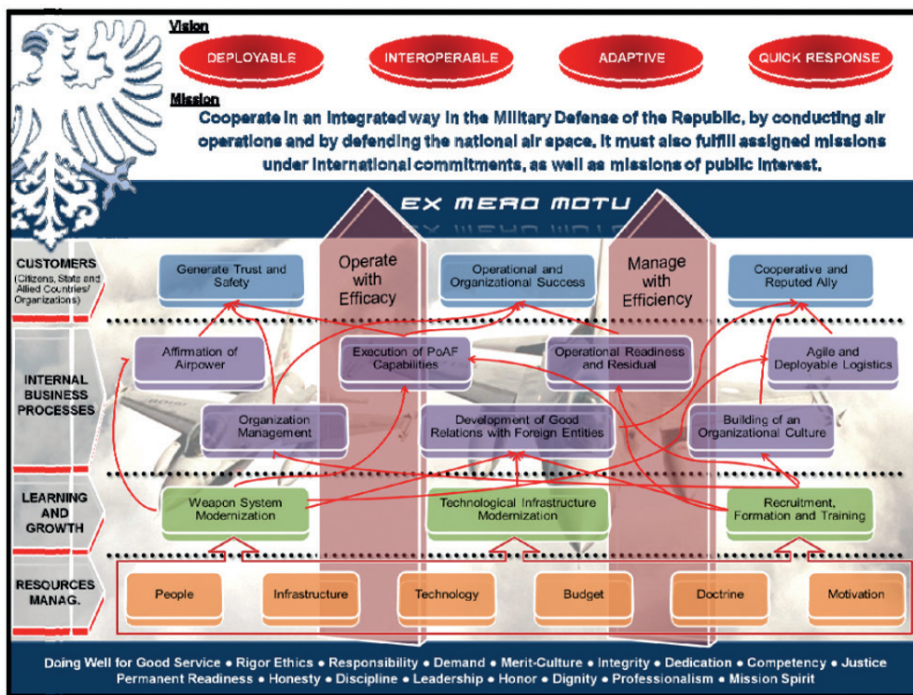 Vision
DEPLOYABLE
INTEROPERABLE
ADAPTIVE
QUICK RESPONSE
Mission
Cooperate in an integrated way in the Military Defense of the Republic, by conducting air
operations and by defending the national air space. It must also fulfill assigned missions
under international commitments, as well as missions of public interest.
EX MERO MOTU
CUSTOMERS
(Citizens, State and
Allied Countries/
Organizations)
Generate Trust and
Safety
Operate
with
Efficacy
Operational and
Organizational Success
Manage
with
Efficiency
Cooperative and
Reputed Ally
INTERNAL
BUSINESS
PROCESSES
Affirmation of
Airpower
Execution of PoAF
Capabilities
Operational Readiness
and Residual
Agile and
Deployable Logistics
Organization
Management
Development of Good
Relations with Foreign Entities
Building of an
Organizational Culture
LEARNING
AND
GROWTH
Weapon System
Modernization
Technological Infrastructure
Modernization
Recruitment,
Formation and Training
RESOURCES
MANAG.
People
Infrastructure
Technology
Budget
Doctrine
Motivation
Doing Well for Good Service ● Rigor Ethics ● Responsibility ● Demand ● Merit-Culture ● Integrity ● Dedication ● Competency ● Justice
Permanent Readiness ● Honesty ● Discipline ● Leadership ● Honor ● Dignity ● Professionalism ● Mission Spirit